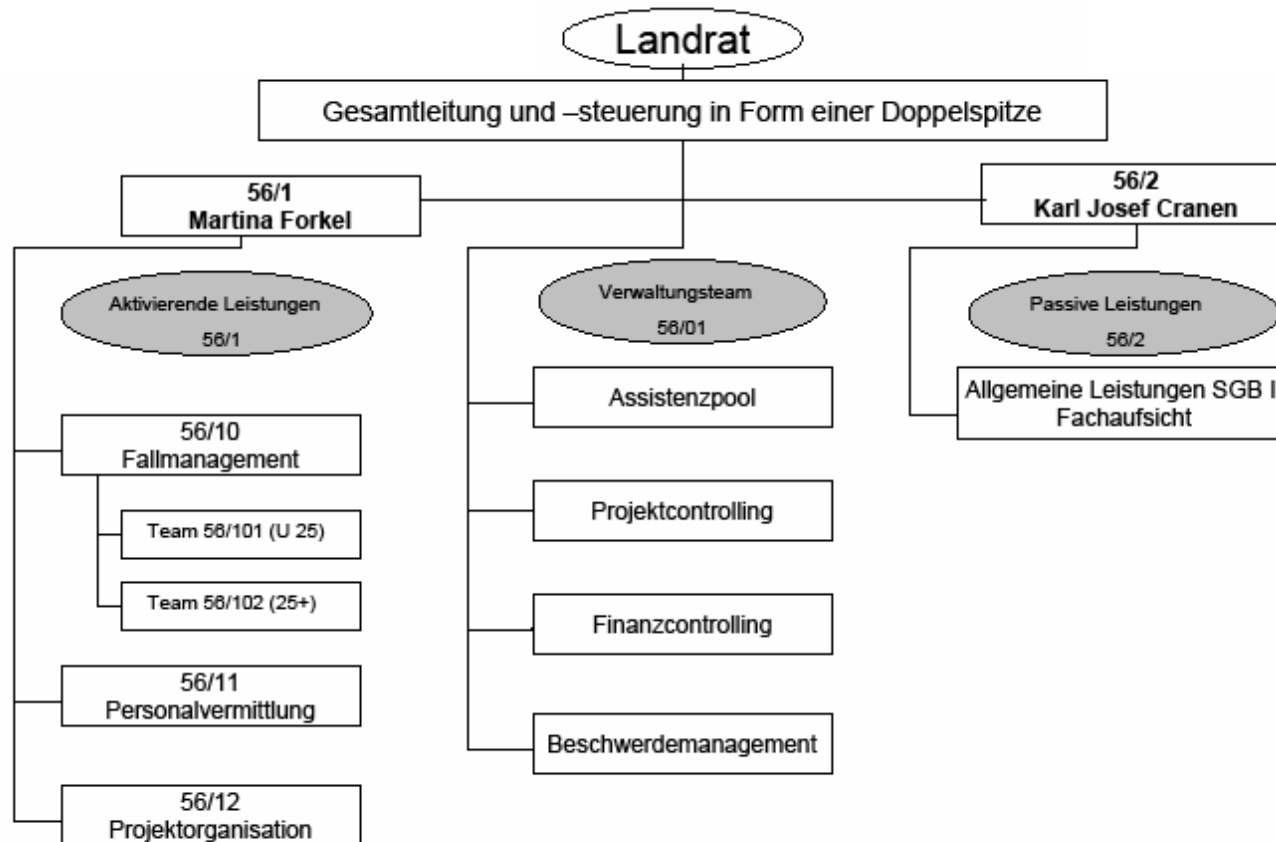 Landrat
Gesamtleitung und –steuerung in Form einer Doppelspitze
56/1
Martina Forkel
56/2
Karl Josef Cranen
Aktivierende Leistungen
56/1
Verwaltungsteam
56/01
Passive Leistungen
56/2
56/10
Fallmanagement
Team 56/101 (U 25)
Team 56/102 (25+)
56/11
Personalvermittlung
56/12
Projektorganisation
Assistenzpool
Projektcontrolling
Finanzcontrolling
Beschwerdemanagement
Allgemeine Leistungen SGB
Fachaufsicht